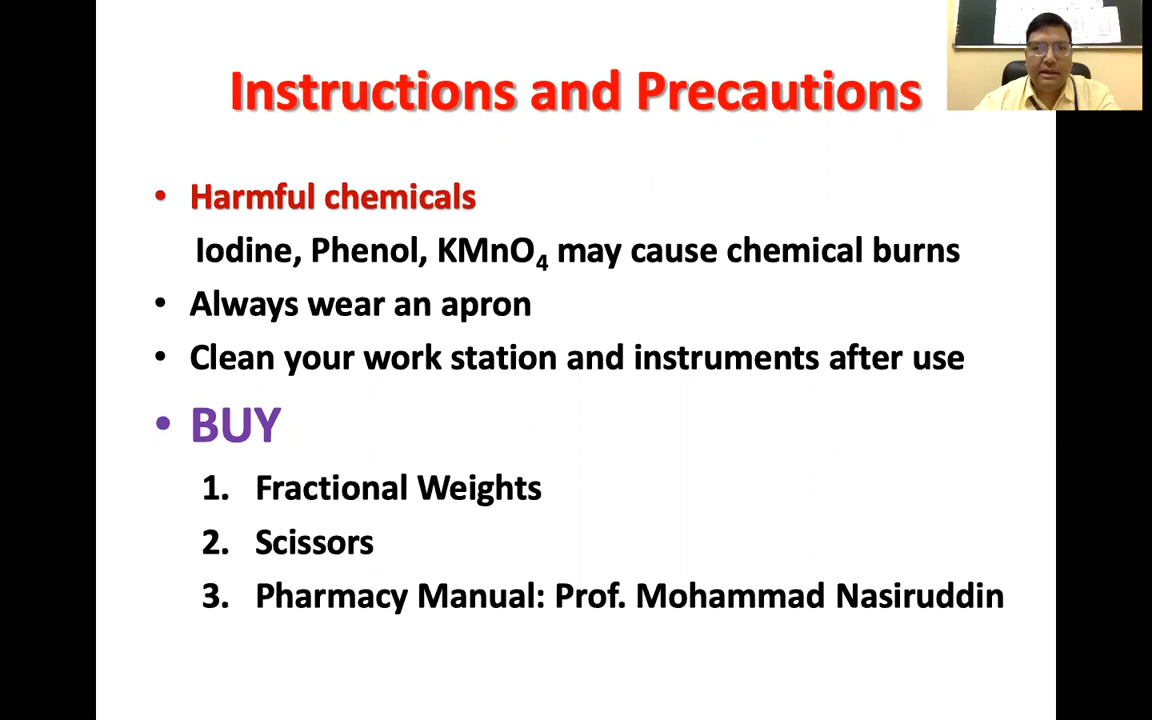 Instructions and Precautions
• Harmful chemicals
Iodine, Phenol, KMnO₄ may cause chemical burns
• Always wear an apron
• Clean your work station and instruments after use
• BUY
1. Fractional Weights
2. Scissors
3. Pharmacy Manual: Prof. Mohammad Nasiruddin